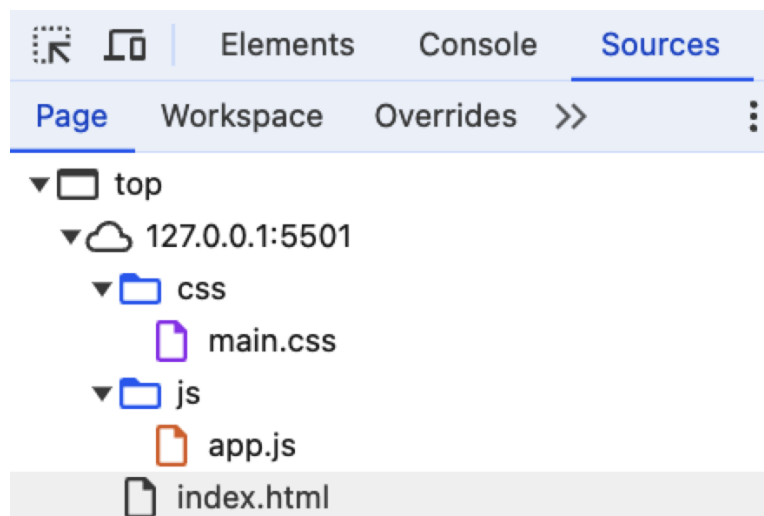 Elements Console Sources
Page Workspace Overrides
top
127.0.0.1:5501
css
main.css
js
app.js
index.html